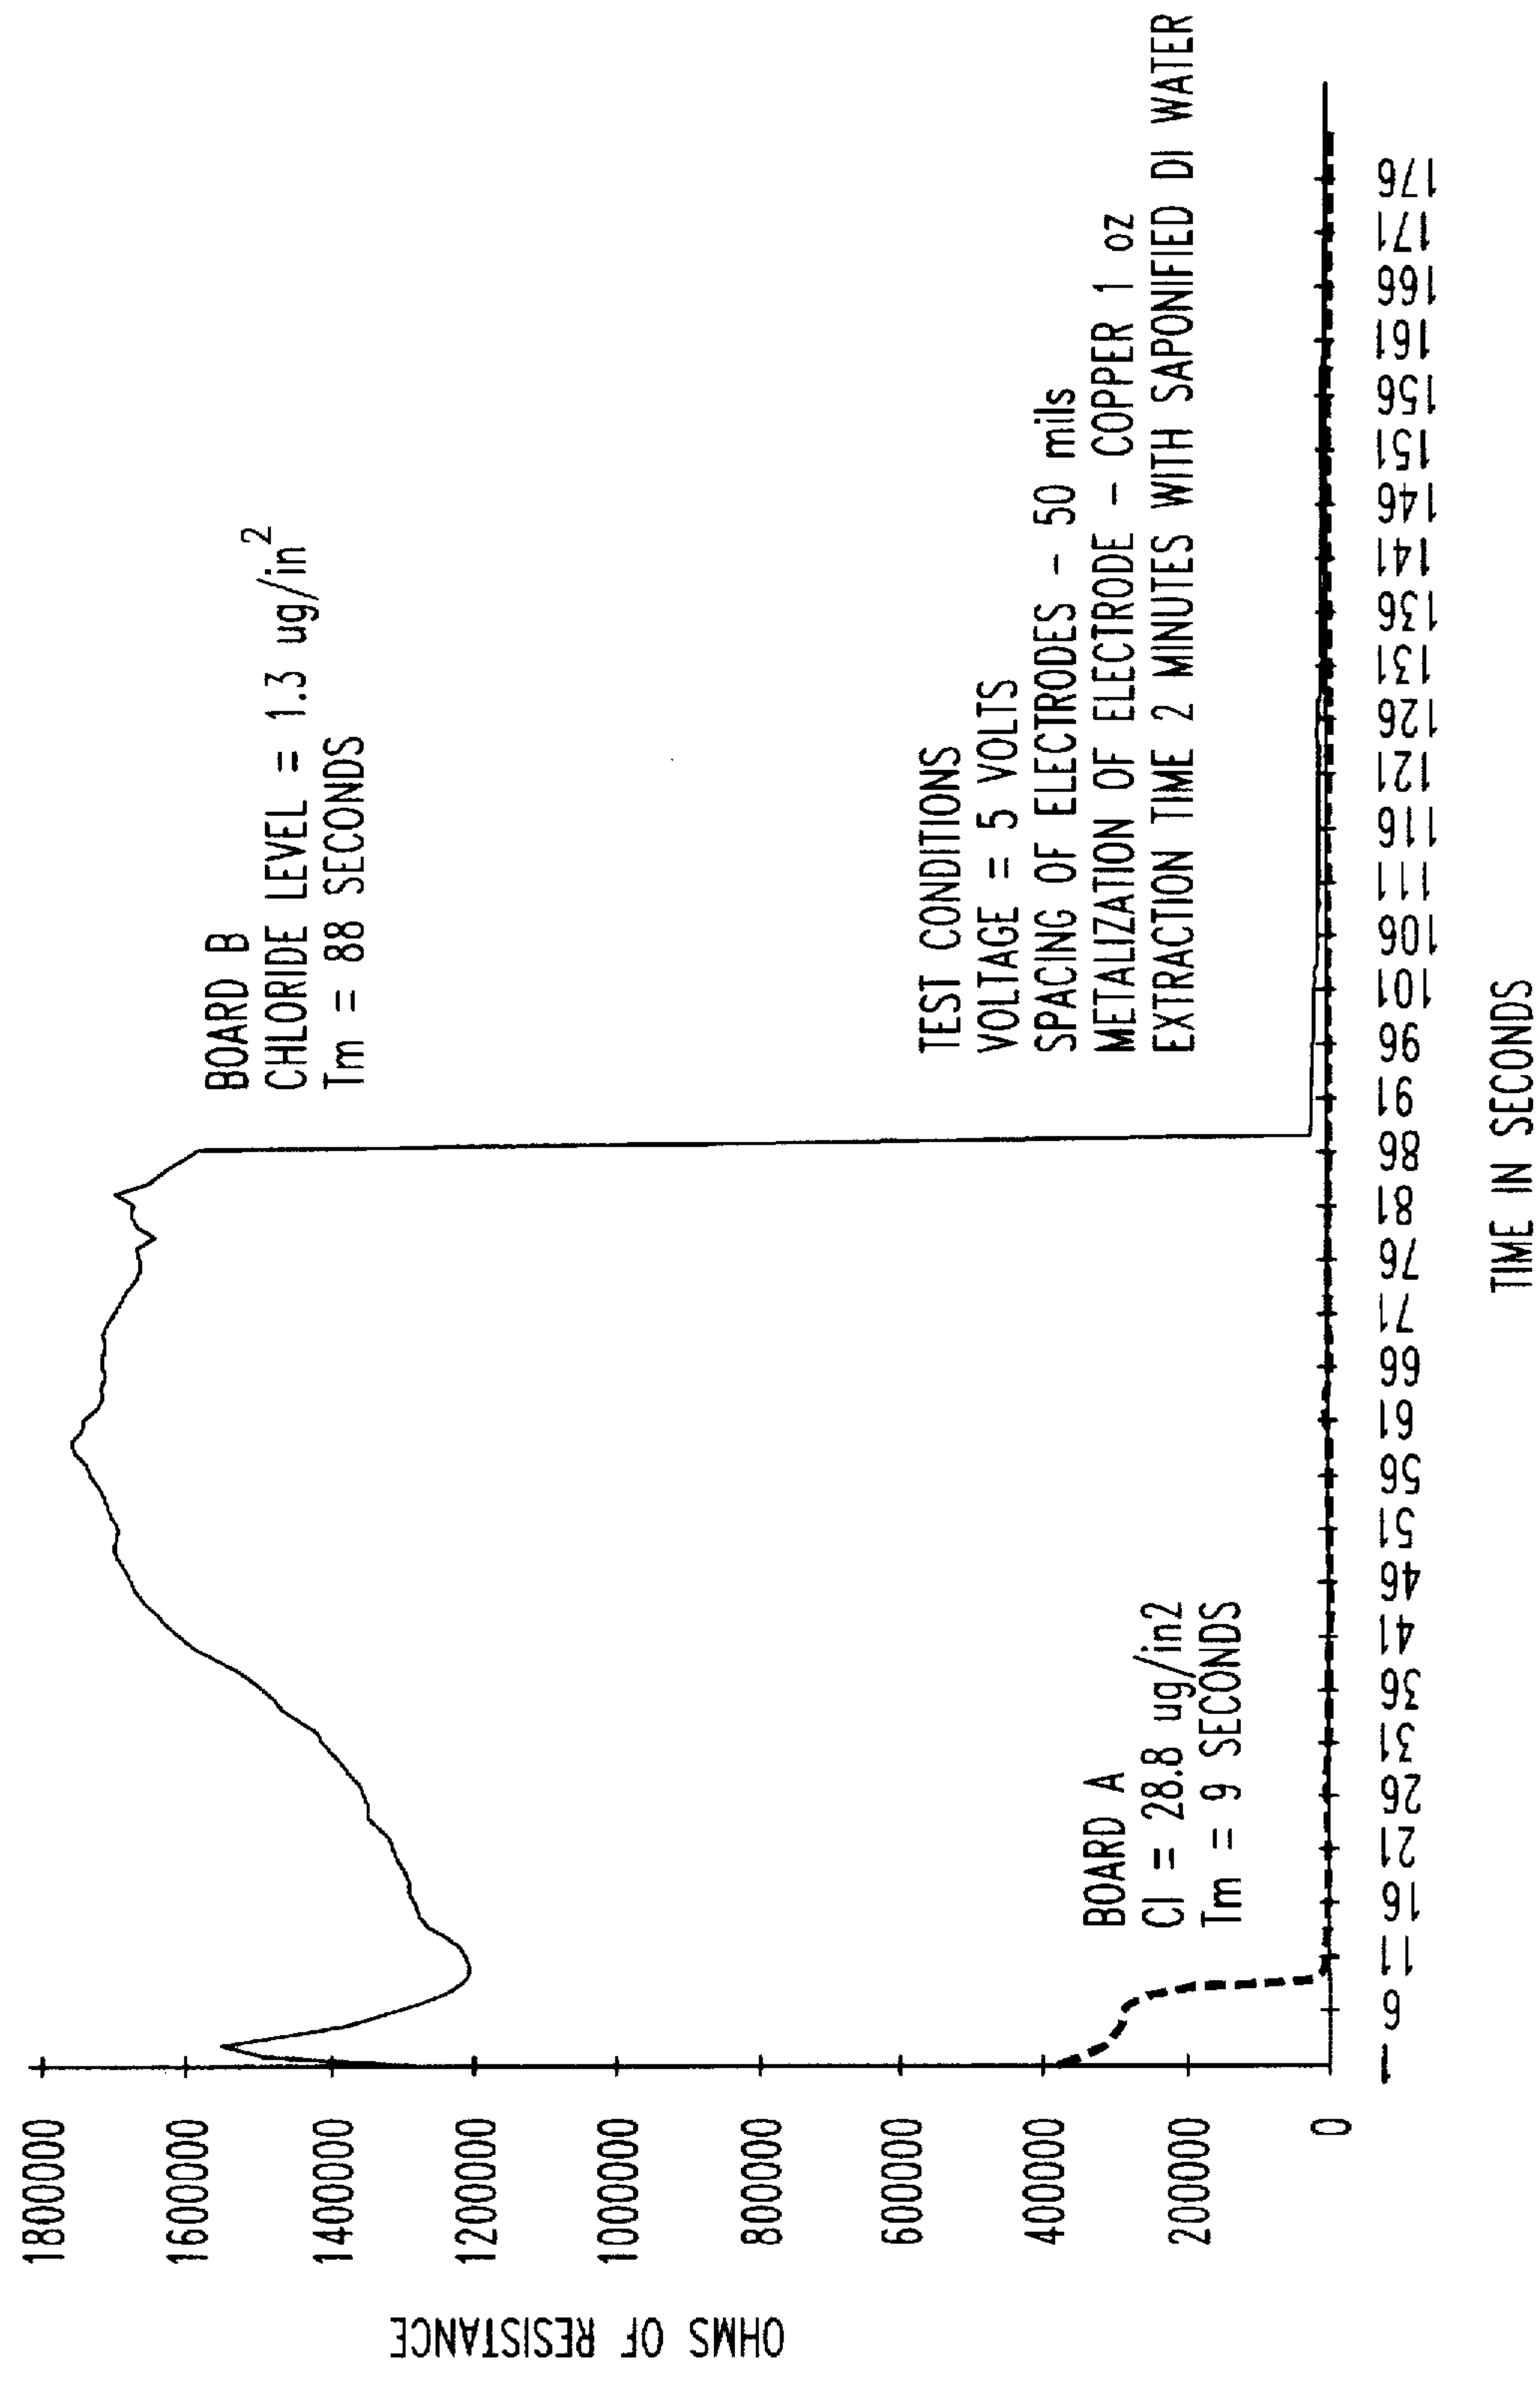 OHMS OF RESISTANCE
1800000
1600000
1400000
1200000
1000000
800000
600000
400000
200000
0
BOARD B
CHLORIDE LEVEL = 1.3 ug/in2
Tm = 88 SECONDS
TEST CONDITIONS
VOLTAGE = 5 VOLTS
SPACING OF ELECTRODES - 50 mils
METALIZATION OF ELECTRODE - COPPER 1 oz
EXTRACTION TIME 2 MINUTES WITH SAPONIFIED DI WATER
BOARD A
Cl = 28.8 ug/in2
Tm = 9 SECONDS
1 6 11 16 21 26 31 36 41 46 51 56 61 66 71 76 81 86 91 96 101 106 111 116 121 126 131 136 141 146 151 156 161 166 171 176
TIME IN SECONDS